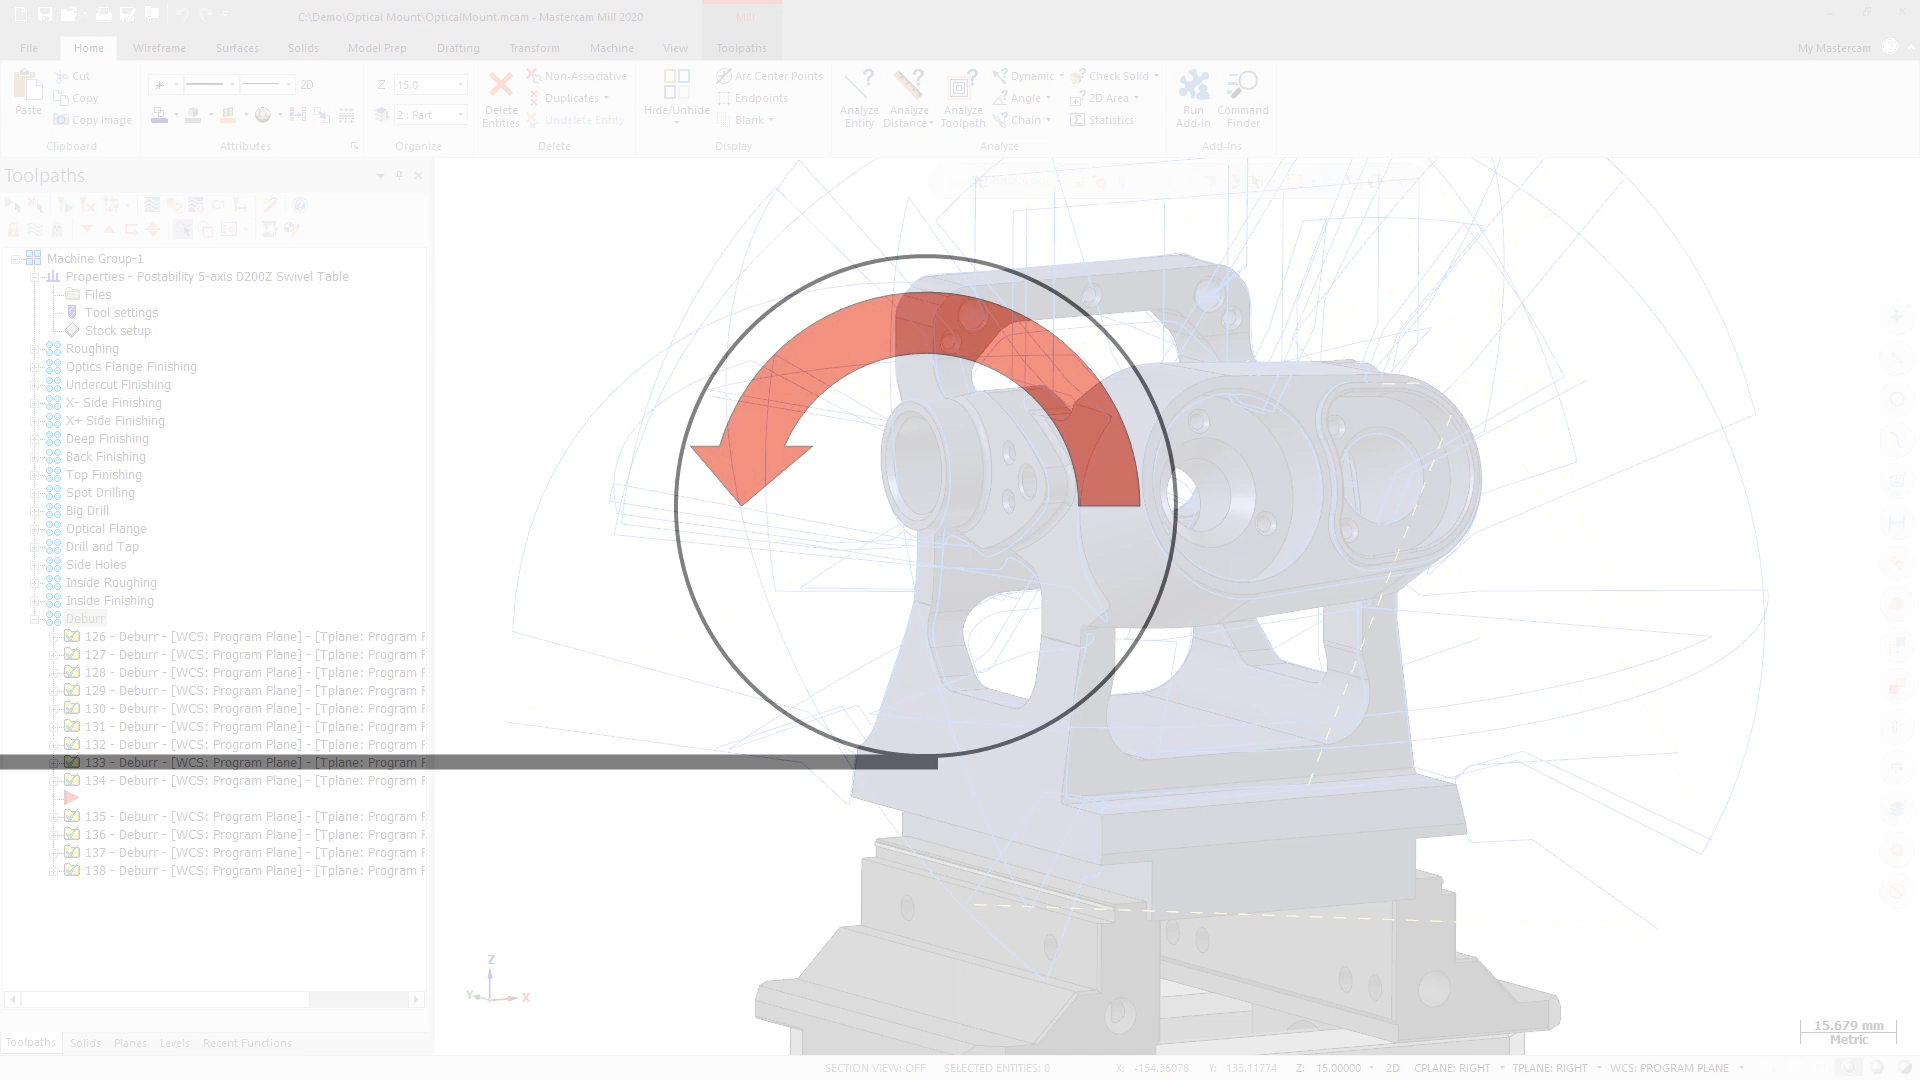 C:\Demo\Optical Mount\OpticalMount.mcam - Mastercam Mill 2020
Mill
File Home Wireframe Surfaces Solids Model Prep Drafting Transform Machine View Toolpaths My Mastercam
Paste
Cut
Copy
Copy Image
Clipboard
2D
Attributes
Z 15.0
2 : Part
Organize
Delete Entities
Non-Associative
Duplicates
Undelete Entity
Delete
Hide/Unhide
Arc Center Points
Endpoints
Blank
Display
Analyze Entity
Analyze Distance
Analyze Toolpath
Dynamic
Angle
Chain
Check Solid
2D Area
Statistics
Analyze
Run Add-In
Command Finder
Add-Ins
Toolpaths
G1
Machine Group-1
Properties - Postability 5-axis D200Z Swivel Table
Files
Tool settings
Stock setup
Roughing
Optics Flange Finishing
Undercut Finishing
X- Side Finishing
X+ Side Finishing
Deep Finishing
Back Finishing
Top Finishing
Spot Drilling
Big Drill
Optical Flange
Drill and Tap
Side Holes
Inside Roughing
Inside Finishing
Deburr
126 - Deburr - [WCS: Program Plane] - [Tplane: Program P
127 - Deburr - [WCS: Program Plane] - [Tplane: Program P
128 - Deburr - [WCS: Program Plane] - [Tplane: Program P
129 - Deburr - [WCS: Program Plane] - [Tplane: Program P
130 - Deburr - [WCS: Program Plane] - [Tplane: Program P
131 - Deburr - [WCS: Program Plane] - [Tplane: Program P
132 - Deburr - [WCS: Program Plane] - [Tplane: Program P
133 - Deburr - [WCS: Program Plane] - [Tplane: Program P
134 - Deburr - [WCS: Program Plane] - [Tplane: Program P
135 - Deburr - [WCS: Program Plane] - [Tplane: Program P
136 - Deburr - [WCS: Program Plane] - [Tplane: Program P
137 - Deburr - [WCS: Program Plane] - [Tplane: Program P
138 - Deburr - [WCS: Program Plane] - [Tplane: Program P
Z
Y X
15.679 mm
Metric
Toolpaths Solids Planes Levels Recent Functions
SECTION VIEW: OFF SELECTED ENTITIES: 0 X: -154.36078 Y: 133.11774 Z: 15.00000 2D CPLANE: RIGHT TPLANE: RIGHT WCS: PROGRAM PLANE